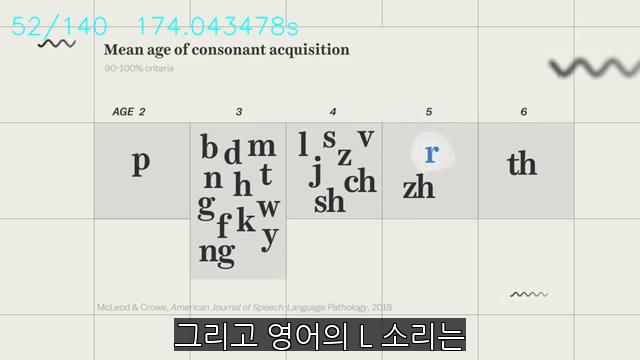 52/140 174.043478s
Mean age of consonant acquisition
90-100% criteria
AGE 2 3 4 5 6
p
b d m
n h t
g f k w
ng y
l s z v
j ch
sh
r
zh
th
McLeod & Crowe, American Journal of Speech-Language Pathology, 2018
그리고 영어의 L 소리는